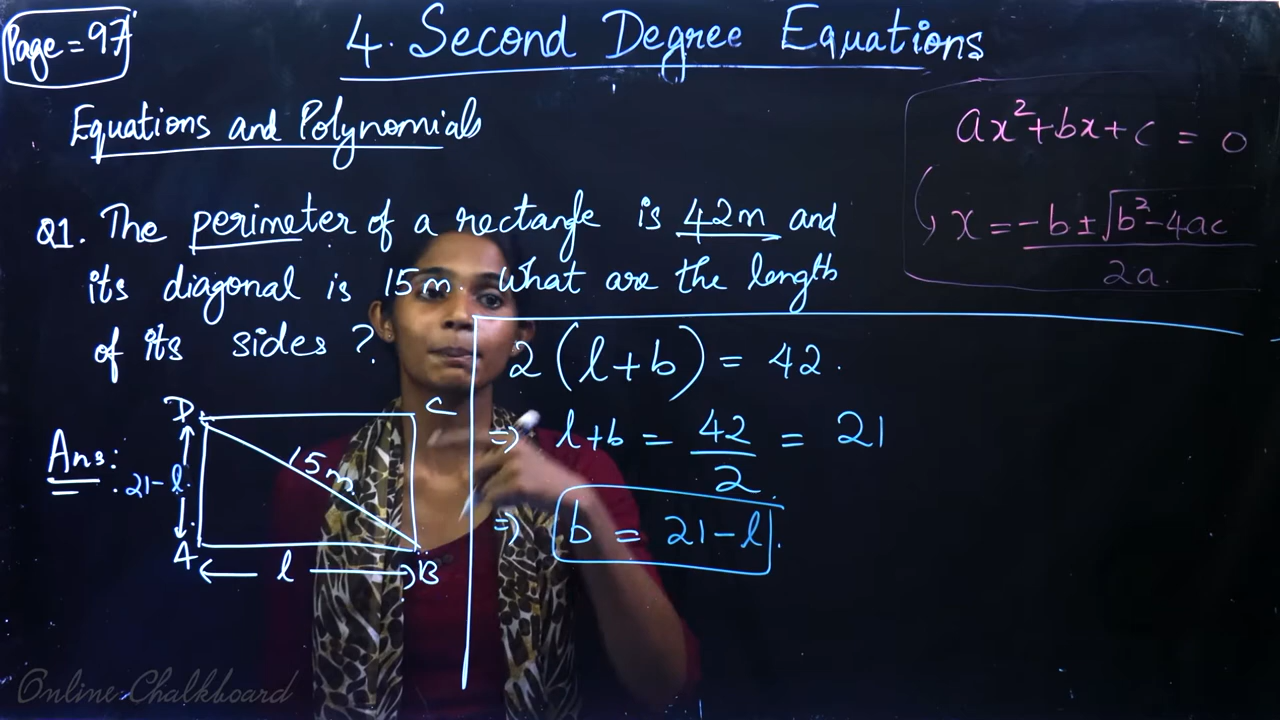 Page = 97
4. Second Degree Equations
Equations and Polynomials
ax²+bx+c = 0
x = -b ± √b²-4ac
2a.
Q1. The perimeter of a rectangle is 42m and
its diagonal is 15m. What are the length
of its sides ?
Ans:
D C
15m
21-l
A B
l
2 (l+b) = 42.
⇒ l+b = 42/2 = 21
⇒ b = 21-l.
Online Chalkboard